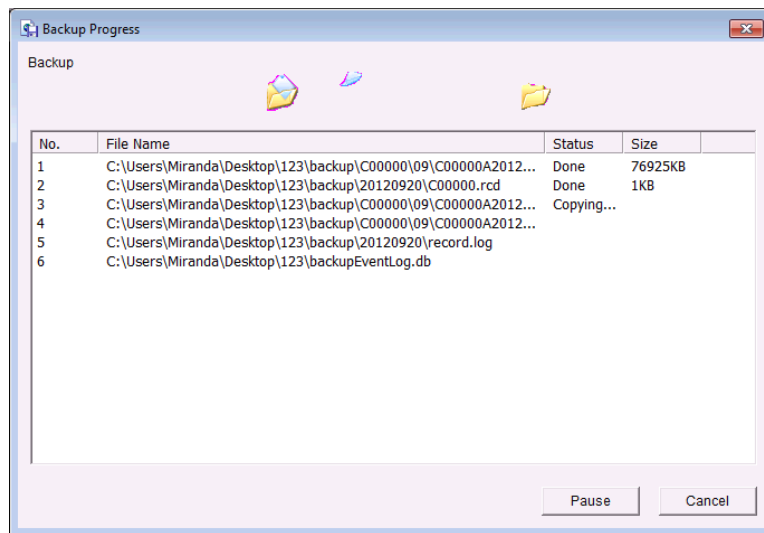 Backup Progress
Backup
No. File Name Status Size
1 C:\Users\Miranda\Desktop\123\backup\C00000\09\C00000A2012... Done 76925KB
2 C:\Users\Miranda\Desktop\123\backup\20120920\C00000.rcd Done 1KB
3 C:\Users\Miranda\Desktop\123\backup\C00000\09\C00000A2012... Copying...
4 C:\Users\Miranda\Desktop\123\backup\C00000\09\C00000A2012...
5 C:\Users\Miranda\Desktop\123\backup\20120920\record.log
6 C:\Users\Miranda\Desktop\123\backupEventLog.db
Pause Cancel